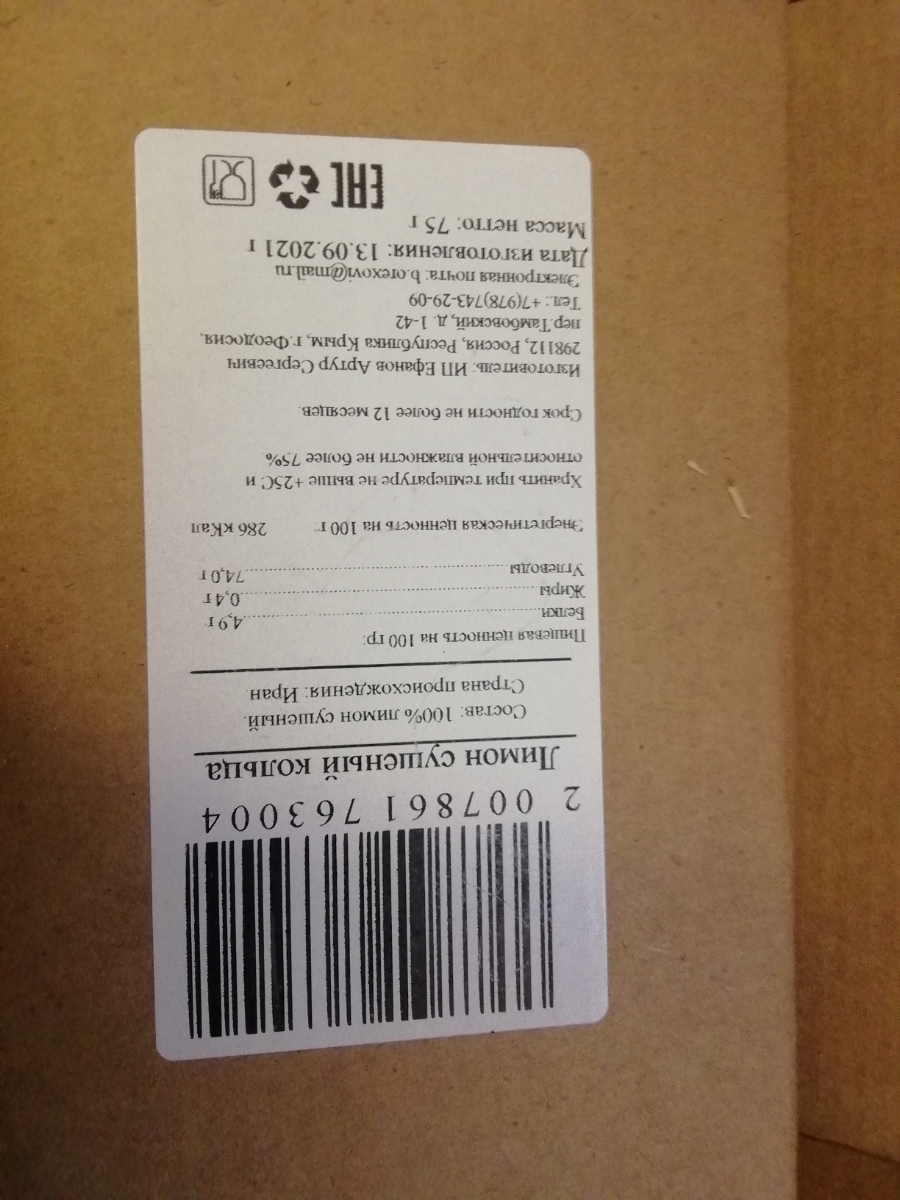 2 007861 763004
Лимон сушеный кольца
Состав: 100% лимон сушеный.
Страна происхождения: Иран.
Пищевая ценность на 100 гр:
Белки..........................................................4,9 г
Жиры..........................................................0,4 г
Углеводы....................................................74,0 г
Энергетическая ценность на 100 г 286 кКал
Хранить при температуре не выше +25С и
относительной влажности не более 75%
Срок годности не более 12 месяцев.
Изготовитель: ИП Ефанов Артур Сергеевич
298112, Россия, Республика Крым, г.Феодосия,
пер.Тамбовский, д. 1-42
Тел.: +7(978)743-29-09
Электронная почта: b.orexovi@mail.ru
Дата изготовления: 13.09.2021 г
Масса нетто: 75 г
EAC